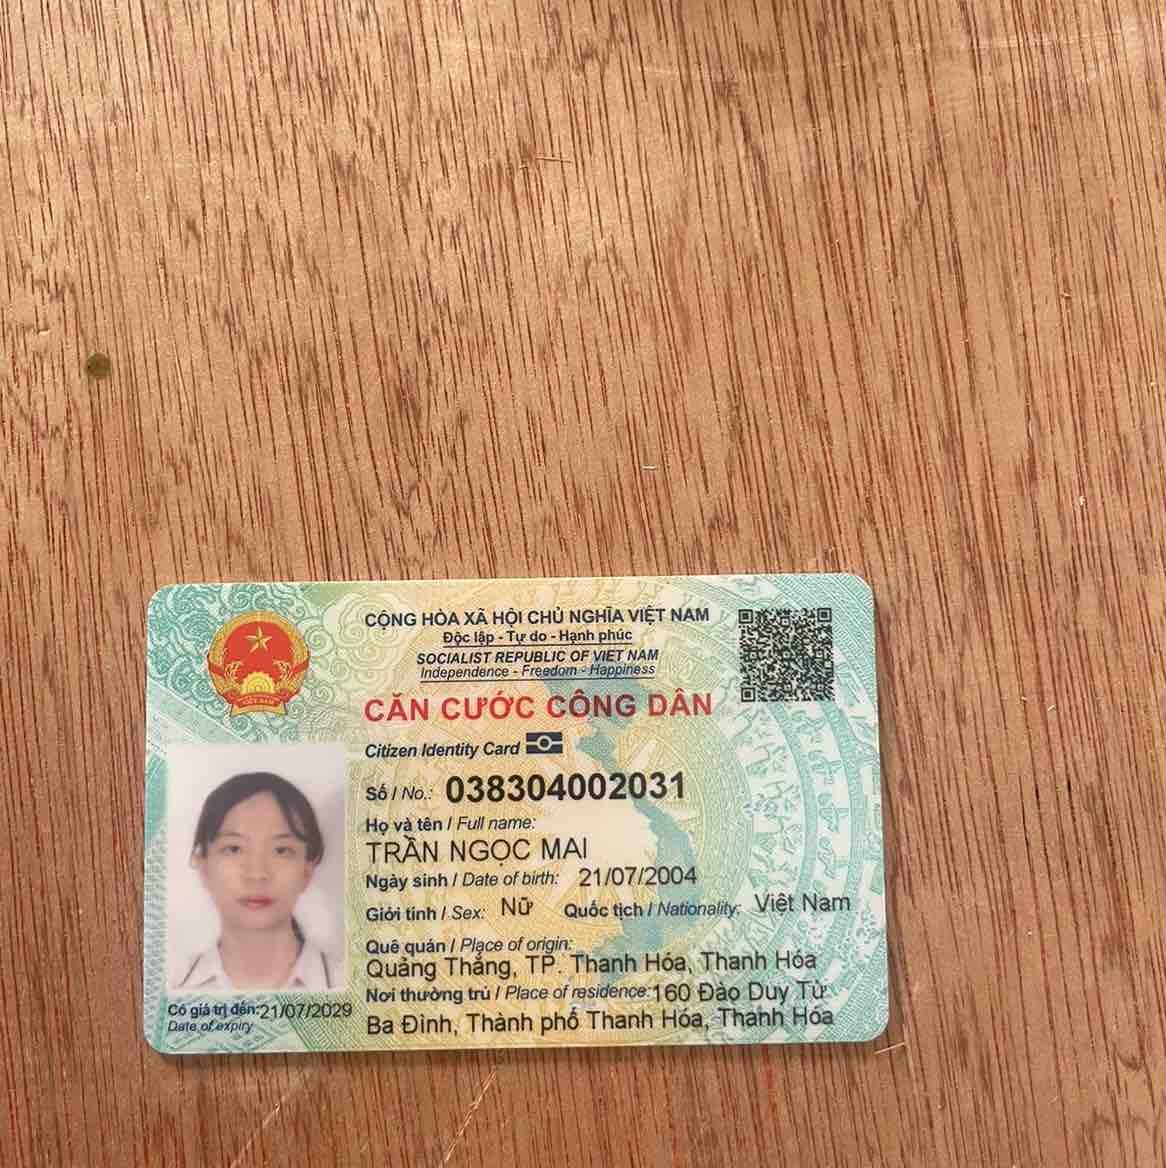 CỘNG HÒA XÃ HỘI CHỦ NGHĨA VIỆT NAM
Độc lập - Tự do - Hạnh phúc
SOCIALIST REPUBLIC OF VIET NAM
Independence - Freedom - Happiness
CĂN CƯỚC CÔNG DÂN
Citizen Identity Card
Số / No.: 038304002031
Họ và tên / Full name:
TRẦN NGỌC MAI
Ngày sinh / Date of birth: 21/07/2004
Giới tính / Sex: Nữ Quốc tịch / Nationality: Việt Nam
Quê quán / Place of origin:
Quảng Thắng, TP. Thanh Hóa, Thanh Hóa
Nơi thường trú / Place of residence: 160 Đào Duy Từ
Ba Đình, Thành phố Thanh Hóa, Thanh Hóa
Có giá trị đến: 21/07/2029
Date of expiry
VIỆT NAM